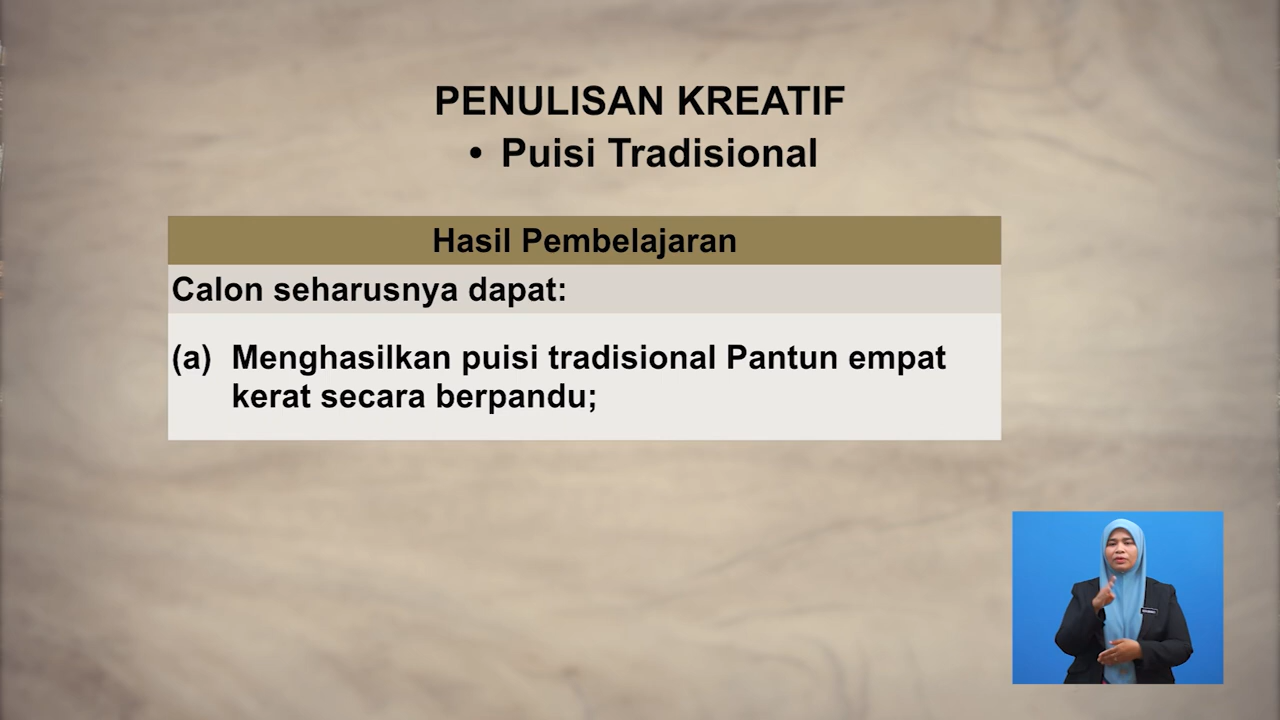 PENULISAN KREATIF
• Puisi Tradisional
Hasil Pembelajaran
Calon seharusnya dapat:
(a) Menghasilkan puisi tradisional Pantun empat
kerat secara berpandu;